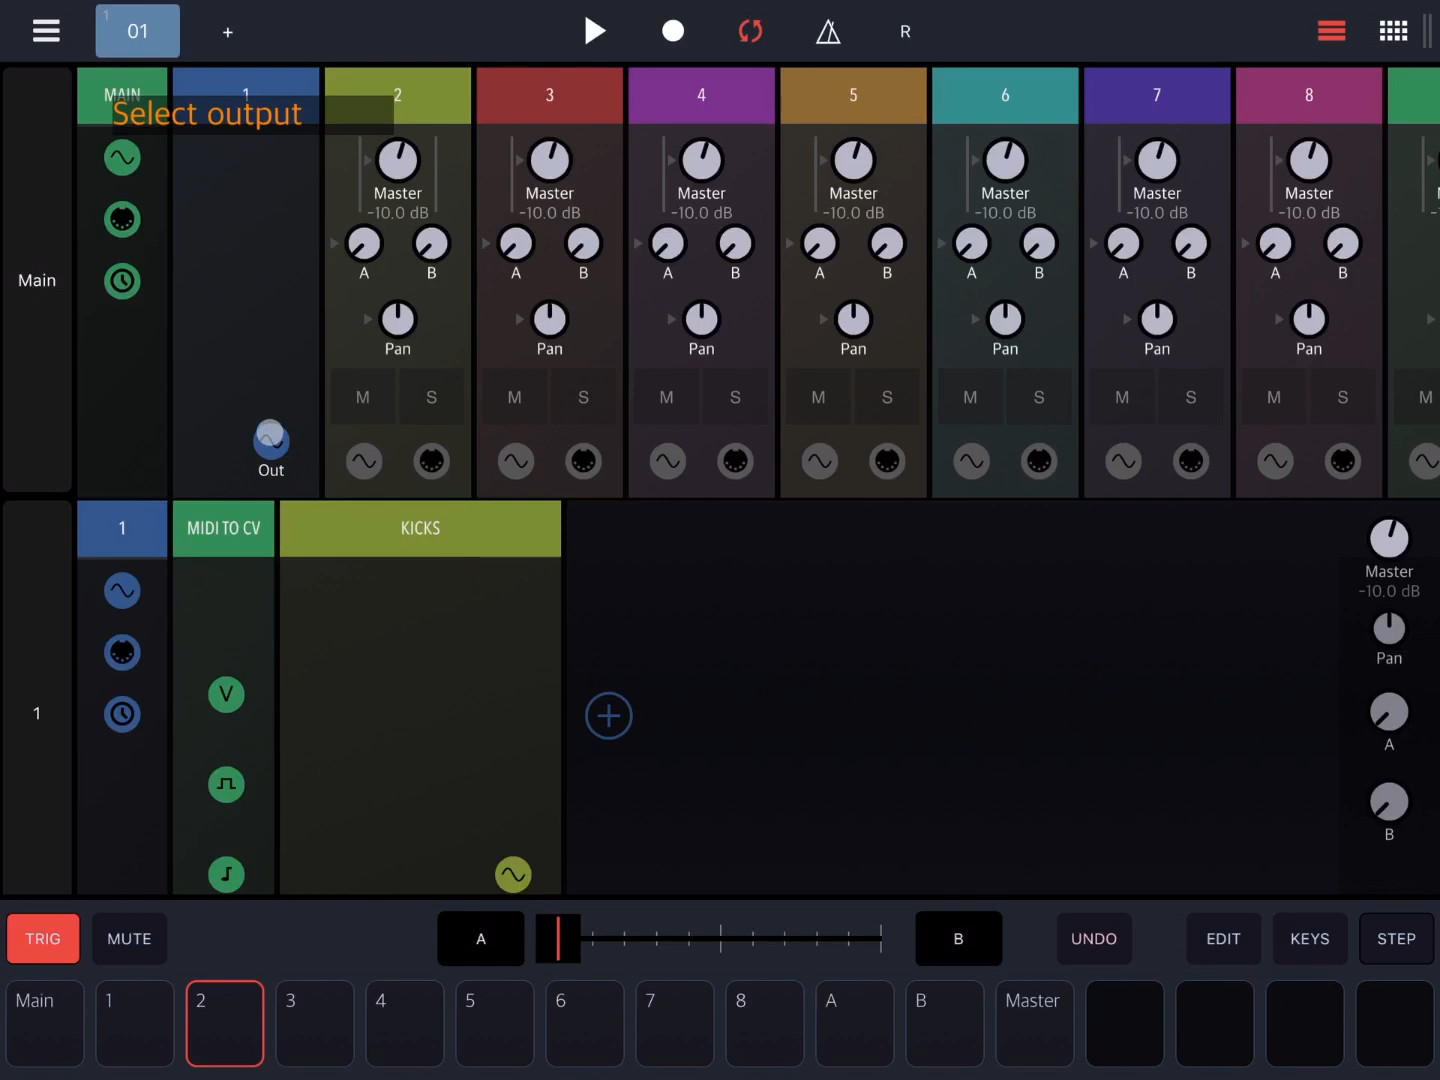 1
01
+
R
MAIN
1
2
3
4
5
6
7
8
Select output
Main
Master
-10.0 dB
A B
Pan
M S
Master
-10.0 dB
A B
Pan
M S
Master
-10.0 dB
A B
Pan
M S
Master
-10.0 dB
A B
Pan
M S
Master
-10.0 dB
A B
Pan
M S
Master
-10.0 dB
A B
Pan
M S
Master
-10.0 dB
A B
Pan
M S
M
Out
1
1
MIDI TO CV
KICKS
V
Master
-10.0 dB
Pan
A
B
TRIG
MUTE
A
B
UNDO
EDIT
KEYS
STEP
Main
1
2
3
4
5
6
7
8
A
B
Master